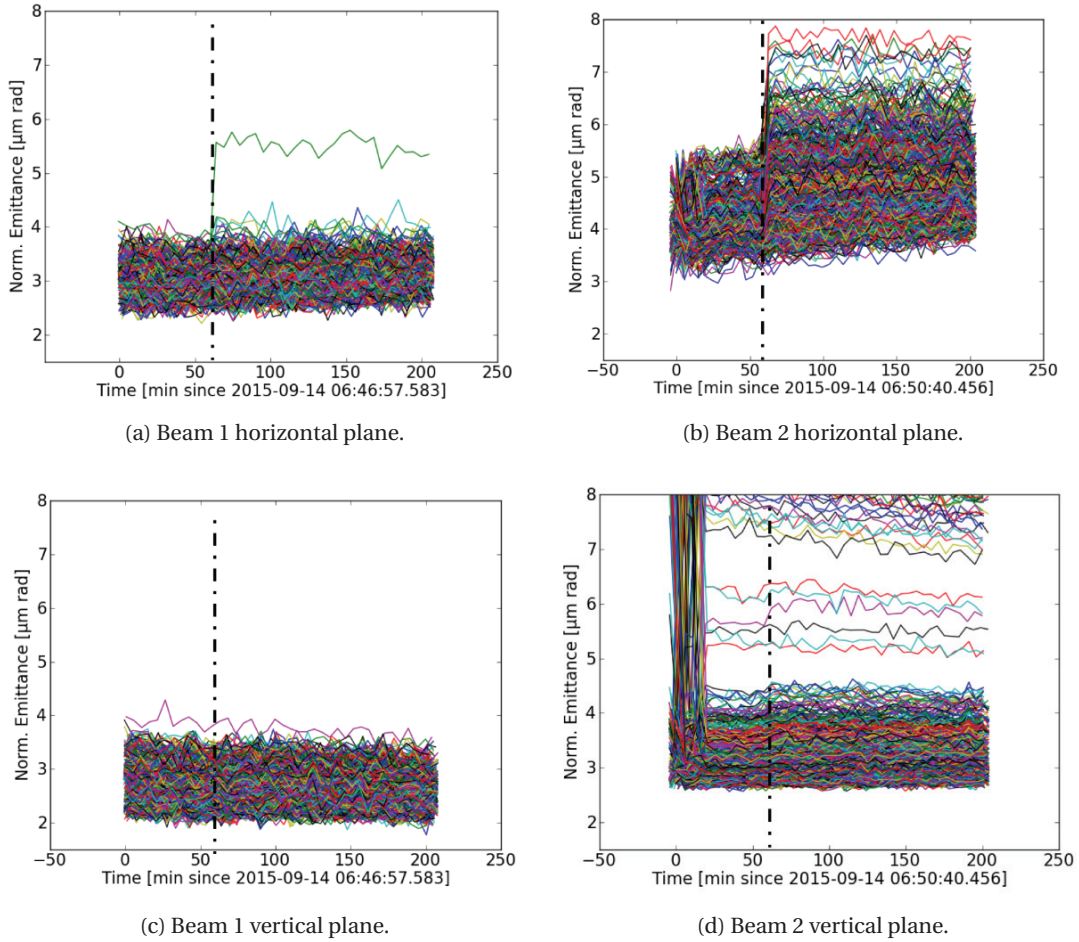 8
7
6
5
4
3
2
Norm. Emittance [µm rad]
0 50 100 150 200 250
Time [min since 2015-09-14 06:46:57.583]
(a) Beam 1 horizontal plane.
8
7
6
5
4
3
2
Norm. Emittance [µm rad]
−50 0 50 100 150 200 250
Time [min since 2015-09-14 06:50:40.456]
(b) Beam 2 horizontal plane.
8
7
6
5
4
3
2
Norm. Emittance [µm rad]
−50 0 50 100 150 200 250
Time [min since 2015-09-14 06:46:57.583]
(c) Beam 1 vertical plane.
8
7
6
5
4
3
2
Norm. Emittance [µm rad]
−50 0 50 100 150 200 250
Time [min since 2015-09-14 06:50:40.456]
(d) Beam 2 vertical plane.